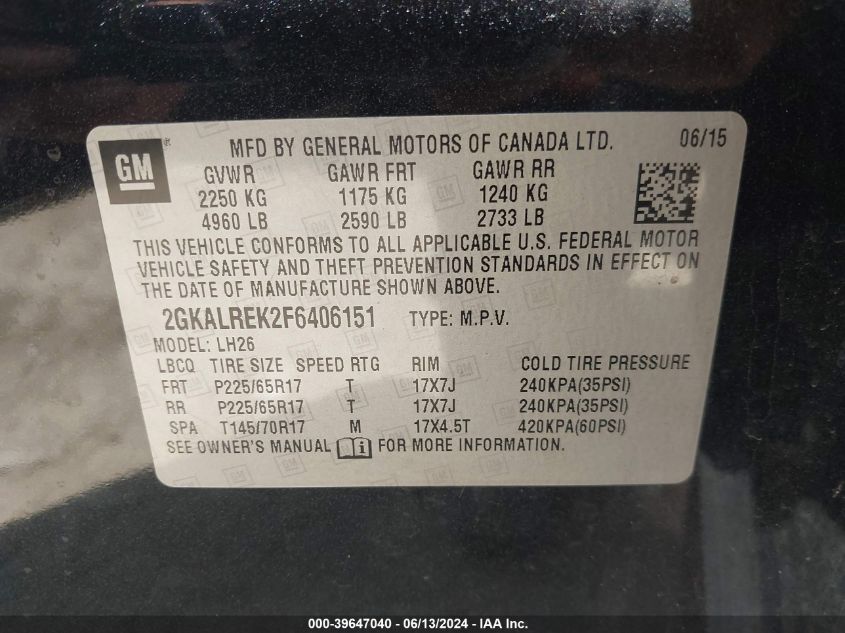 GM ®
MFD BY GENERAL MOTORS OF CANADA LTD. 06/15
GVWR GAWR FRT GAWR RR
2250 KG 1175 KG 1240 KG
4960 LB 2590 LB 2733 LB
THIS VEHICLE CONFORMS TO ALL APPLICABLE U.S. FEDERAL MOTOR
VEHICLE SAFETY AND THEFT PREVENTION STANDARDS IN EFFECT ON
THE DATE OF MANUFACTURE SHOWN ABOVE.
2GKALREK2F6406151 TYPE: M.P.V.
MODEL: LH26
LBCQ TIRE SIZE SPEED RTG RIM COLD TIRE PRESSURE
FRT P225/65R17 T 17X7J 240KPA(35PSI)
RR P225/65R17 T 17X7J 240KPA(35PSI)
SPA T145/70R17 M 17X4.5T 420KPA(60PSI)
SEE OWNER'S MANUAL i FOR MORE INFORMATION.
000-39647040 - 06/13/2024 - IAA Inc.